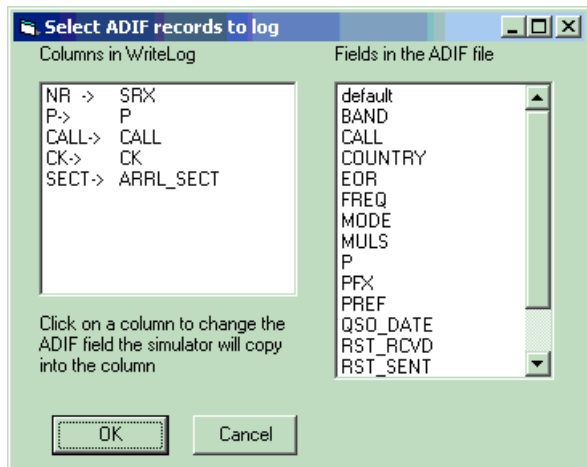 Select ADIF records to log
Columns in WriteLog
NR -> SRX
P-> P
CALL-> CALL
CK-> CK
SECT-> ARRL_SECT
Click on a column to change the
ADIF field the simulator will copy
into the column
Fields in the ADIF file
default
BAND
CALL
COUNTRY
EOR
FREQ
MODE
MULS
P
PFX
PREF
QSO_DATE
RST_RCVD
RST_SENT
OK
Cancel